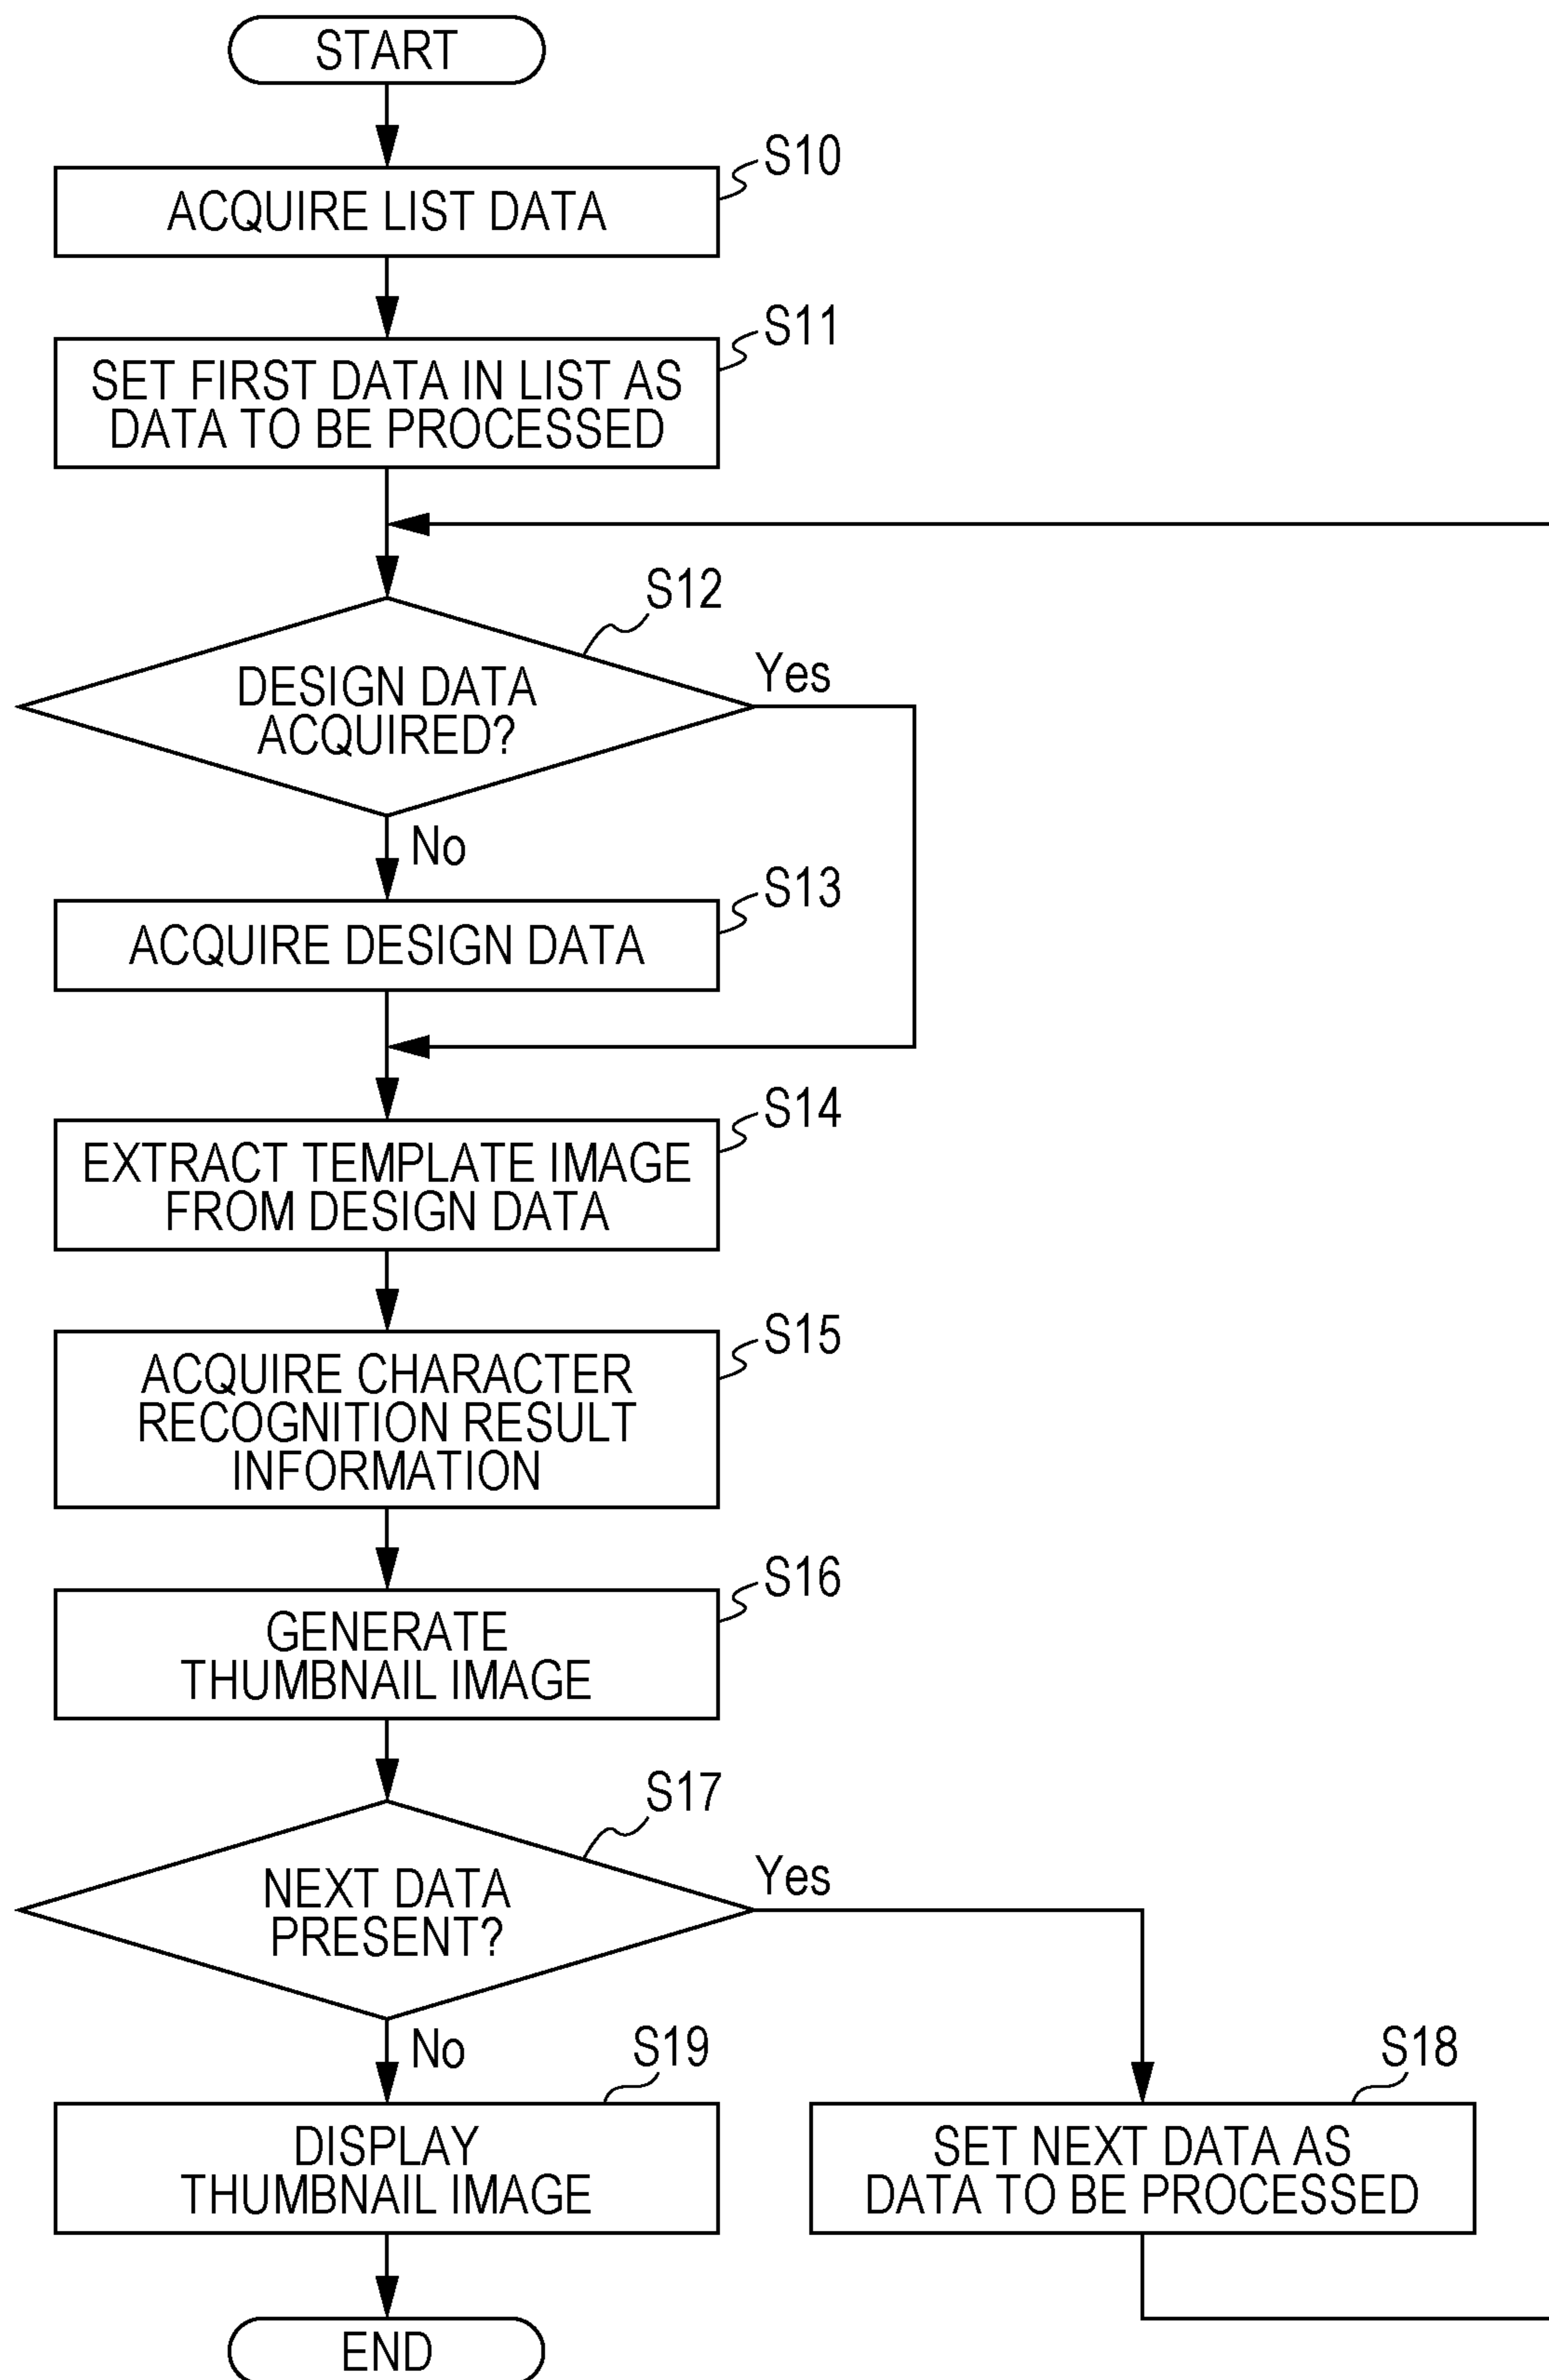 START
S10
ACQUIRE LIST DATA
S11
SET FIRST DATA IN LIST AS
DATA TO BE PROCESSED
S12
DESIGN DATA
ACQUIRED?
Yes
No
S13
ACQUIRE DESIGN DATA
S14
EXTRACT TEMPLATE IMAGE
FROM DESIGN DATA
S15
ACQUIRE CHARACTER
RECOGNITION RESULT
INFORMATION
S16
GENERATE
THUMBNAIL IMAGE
S17
NEXT DATA
PRESENT?
Yes
No
S19
DISPLAY
THUMBNAIL IMAGE
S18
SET NEXT DATA AS
DATA TO BE PROCESSED
END